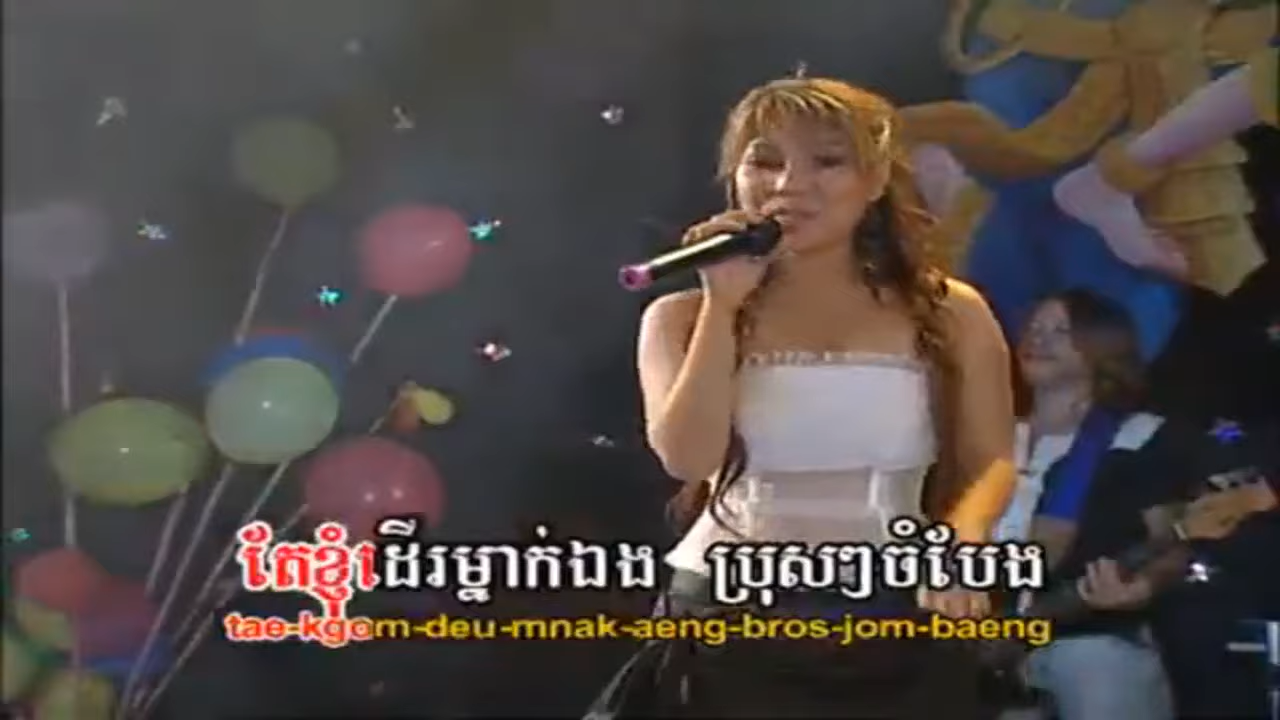 តែខ្ញុំដើរម្នាក់ឯង ប្រុសៗចំបែង
tae-kgom-deu-mnak-aeng-bros-jom-baeng